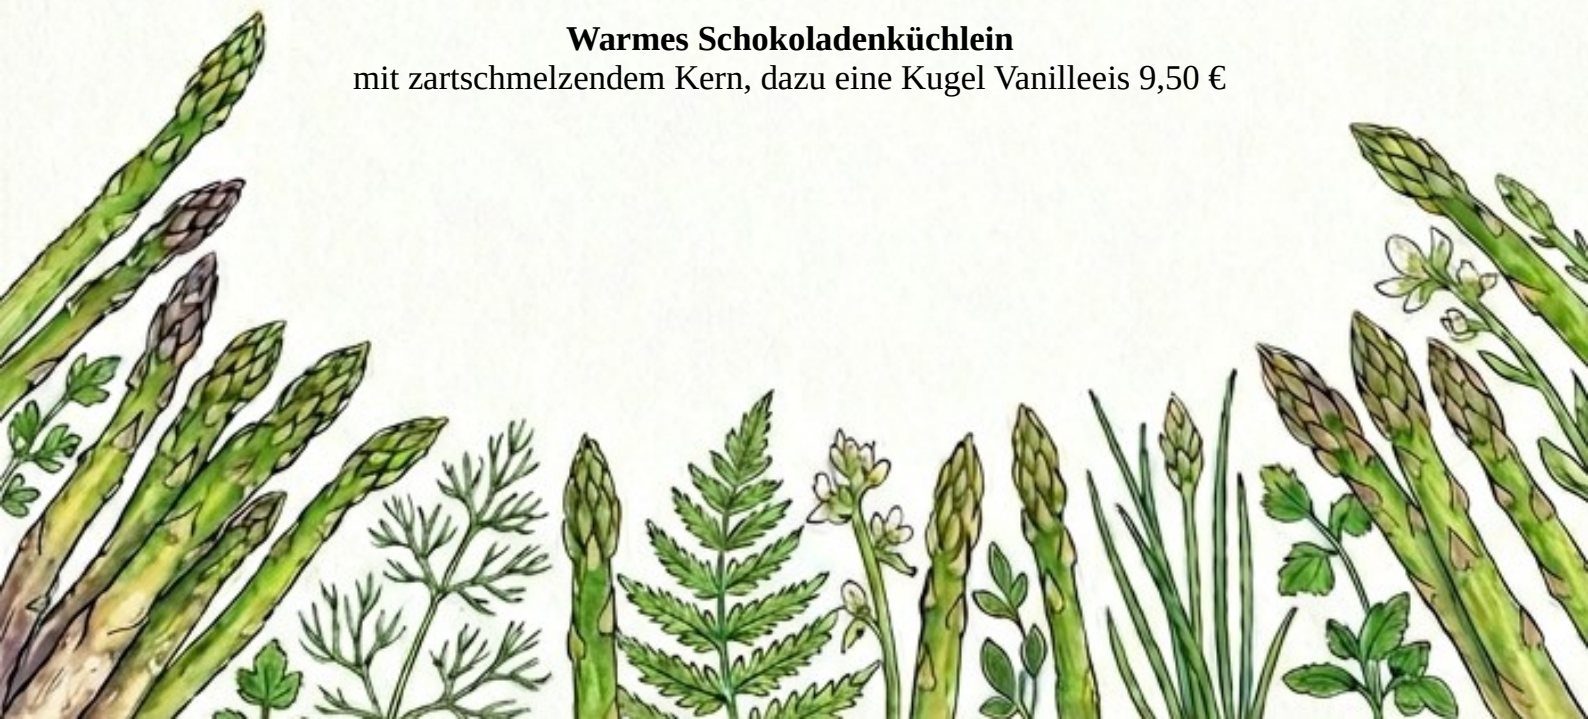 Warmes Schokoladenküchlein
mit zartschmelzendem Kern, dazu eine Kugel Vanilleeis 9,50 €